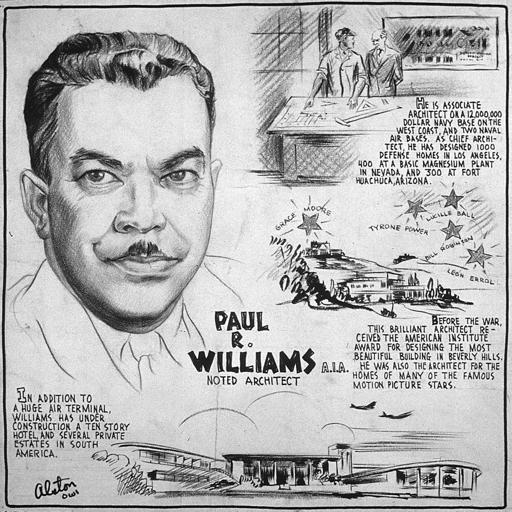 HE IS ASSOCIATE
ARCHITECT ON A 12,000,000
DOLLAR NAVY BASE ON THE
WEST COAST, AND TWO NAVAL
AIR BASES. AS CHIEF ARCHI-
TECT, HE HAS DESIGNED 1000
DEFENSE HOMES IN LOS ANGELES,
400 AT A BASIC MAGNESIUM PLANT
IN NEVADA, AND 300 AT FORT
HUACHUCA, ARIZONA.
GRACE MOORE
TYRONE POWER
LUCILLE BALL
BILL ROBINSON
LEON ERROL
PAUL
R.
WILLIAMS A.I.A.
NOTED ARCHITECT
BEFORE THE WAR,
THIS BRILLIANT ARCHITECT RE-
CEIVED THE AMERICAN INSTITUTE
AWARD FOR DESIGNING THE MOST
BEAUTIFUL BUILDING IN BEVERLY HILLS.
HE WAS ALSO THE ARCHITECT FOR THE
HOMES OF MANY OF THE FAMOUS
MOTION PICTURE STARS.
IN ADDITION TO
A HUGE AIR TERMINAL,
WILLIAMS HAS UNDER
CONSTRUCTION A TEN STORY
HOTEL, AND SEVERAL PRIVATE
ESTATES IN SOUTH
AMERICA.
Alston
OWI